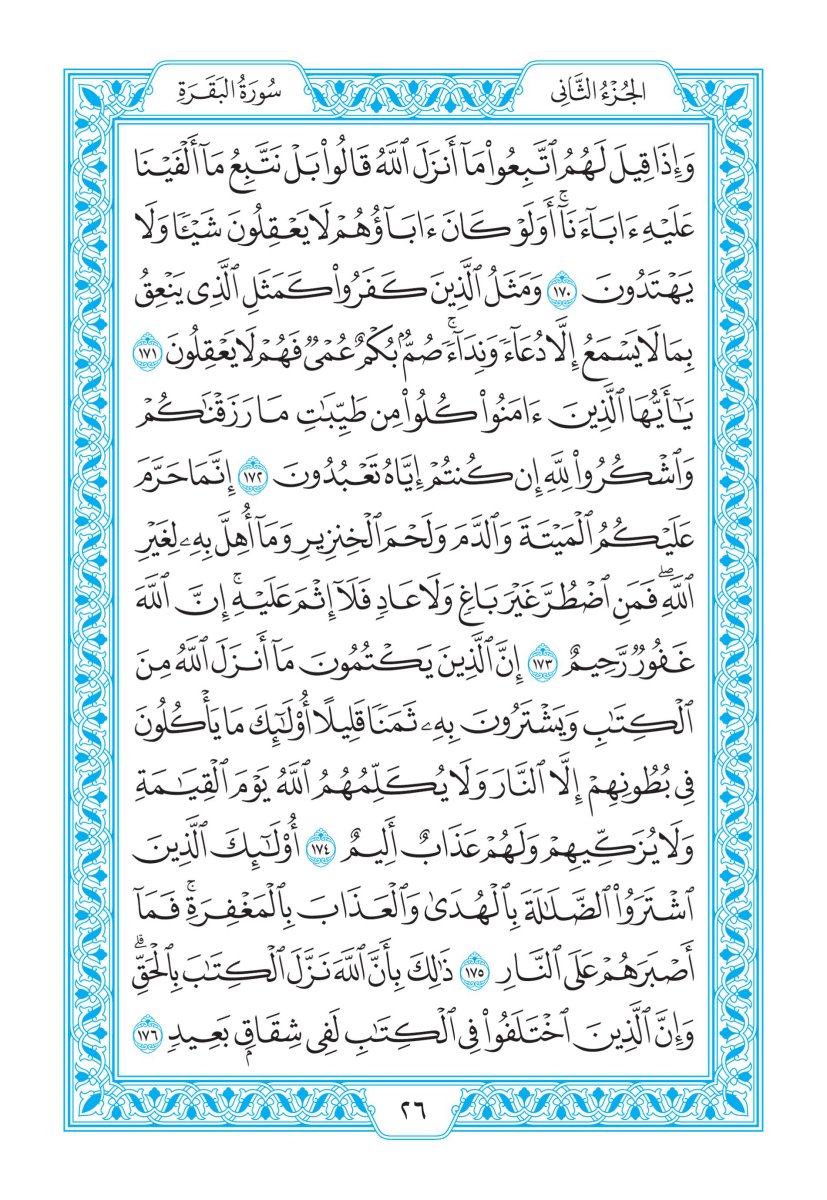 الجُزْءُ الثَّانِي
سُورَةُ البَقَرَةِ
وَإِذَا قِيلَ لَهُمُ ٱتَّبِعُواْ مَآ أَنزَلَ ٱللَّهُ قَالُواْ بَلْ نَتَّبِعُ مَآ أَلْفَيْنَا
عَلَيْهِ ءَابَآءَنَآۚ أَوَلَوْ كَانَ ءَابَآؤُهُمْ لَا يَعْقِلُونَ شَيْـًٔا وَلَا
يَهْتَدُونَ ١٧٠ وَمَثَلُ ٱلَّذِينَ كَفَرُواْ كَمَثَلِ ٱلَّذِي يَنْعِقُ
بِمَا لَا يَسْمَعُ إِلَّا دُعَآءً وَنِدَآءًۚ صُمُّۢ بُكْمٌ عُمْيٌ فَهُمْ لَا يَعْقِلُونَ ١٧١
يَـٰٓأَيُّهَا ٱلَّذِينَ ءَامَنُواْ كُلُواْ مِن طَيِّبَـٰتِ مَا رَزَقْنَـٰكُمْ
وَٱشْكُرُواْ لِلَّهِ إِن كُنتُمْ إِيَّاهُ تَعْبُدُونَ ١٧٢ إِنَّمَا حَرَّمَ
عَلَيْكُمُ ٱلْمَيْتَةَ وَٱلدَّمَ وَلَحْمَ ٱلْخِنزِيرِ وَمَآ أُهِلَّ بِهِۦ لِغَيْرِ
ٱللَّهِۖ فَمَنِ ٱضْطُرَّ غَيْرَ بَاغٍ وَلَا عَادٍ فَلَآ إِثْمَ عَلَيْهِۚ إِنَّ ٱللَّهَ
غَفُورٌ رَّحِيمٌ ١٧٣ إِنَّ ٱلَّذِينَ يَكْتُمُونَ مَآ أَنزَلَ ٱللَّهُ مِنَ
ٱلْكِتَـٰبِ وَيَشْتَرُونَ بِهِۦ ثَمَنًا قَلِيلًا أُوْلَـٰٓئِكَ مَا يَأْكُلُونَ
فِي بُطُونِهِمْ إِلَّا ٱلنَّارَ وَلَا يُكَلِّمُهُمُ ٱللَّهُ يَوْمَ ٱلْقِيَـٰمَةِ
وَلَا يُزَكِّيهِمْ وَلَهُمْ عَذَابٌ أَلِيمٌ ١٧٤ أُوْلَـٰٓئِكَ ٱلَّذِينَ
ٱشْتَرَوُاْ ٱلضَّلَـٰلَةَ بِٱلْهُدَىٰ وَٱلْعَذَابَ بِٱلْمَغْفِرَةِۚ فَمَآ
أَصْبَرَهُمْ عَلَى ٱلنَّارِ ١٧٥ ذَٰلِكَ بِأَنَّ ٱللَّهَ نَزَّلَ ٱلْكِتَـٰبَ بِٱلْحَقِّۗ
وَإِنَّ ٱلَّذِينَ ٱخْتَلَفُواْ فِي ٱلْكِتَـٰبِ لَفِي شِقَاقٍۭ بَعِيدٍ ١٧٦
٢٦